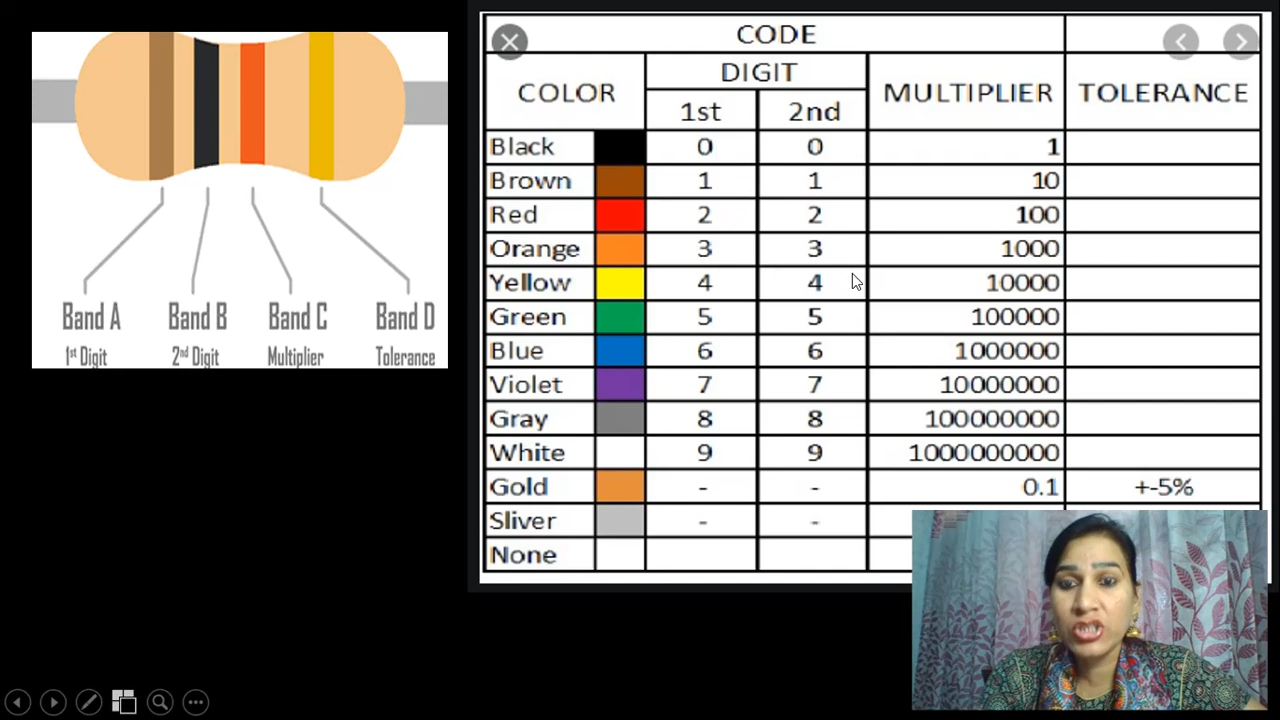 Band A
Band B
Band C
Band D
1st Digit
2nd Digit
Multiplier
Tolerance
CODE
COLOR
DIGIT
MULTIPLIER
TOLERANCE
1st
2nd
Black 0 0 1
Brown 1 1 10
Red 2 2 100
Orange 3 3 1000
Yellow 4 4 10000
Green 5 5 100000
Blue 6 6 1000000
Violet 7 7 10000000
Gray 8 8 100000000
White 9 9 1000000000
Gold - - 0.1 +-5%
Sliver - -
None